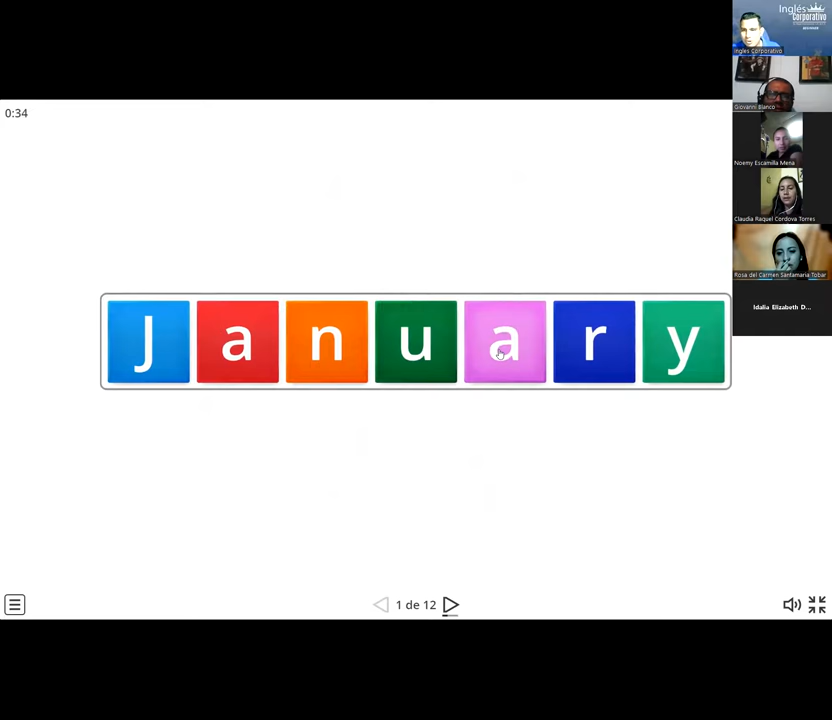 0:34
January
1 de 12
Inglés
Corporativo
Ingles Corporativo
Giovanni Blanco
Noemy Escamilla Mena
Claudia Raquel Cordova Torres
Rosa del Carmen Santamaria Tobar
Idalia Elizabeth D...